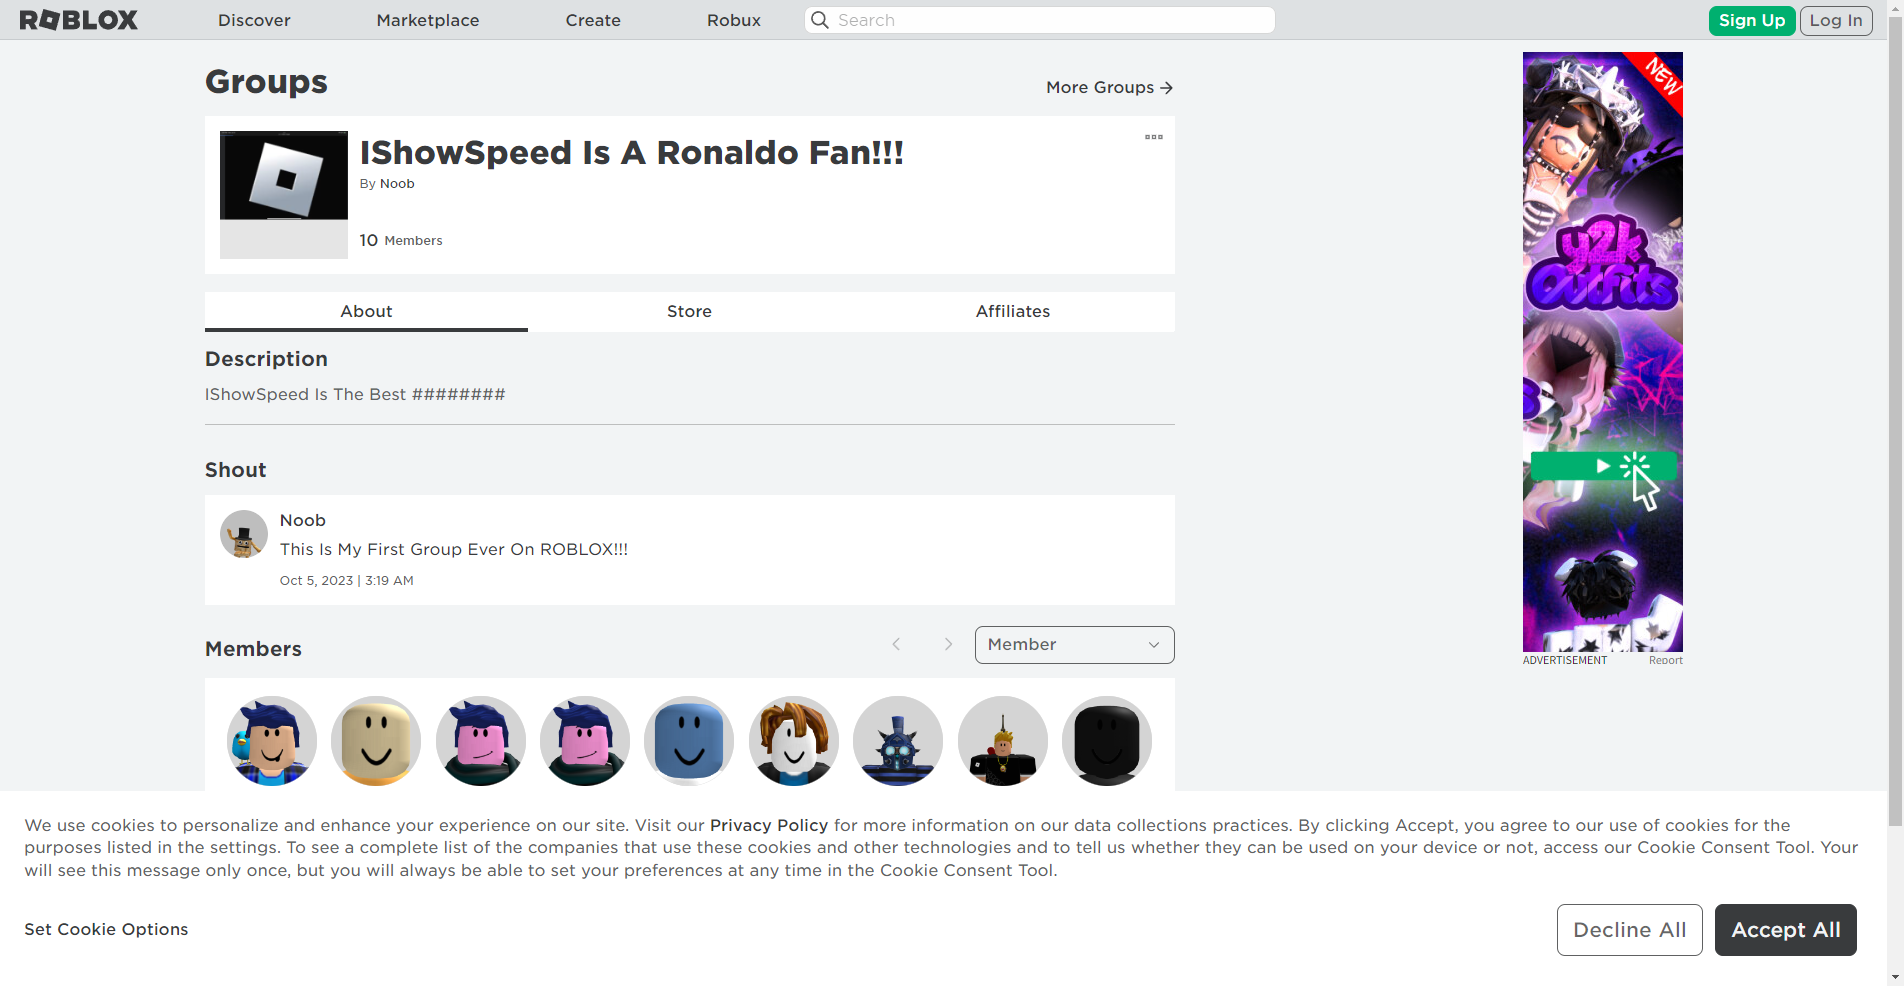 ROBLOX
Discover
Marketplace
Create
Robux
Search
Sign Up
Log In
Groups
More Groups
IShowSpeed Is A Ronaldo Fan!!!
By Noob
10 Members
About
Store
Affiliates
Description
IShowSpeed Is The Best ########
Shout
Noob
This Is My First Group Ever On ROBLOX!!!
Oct 5, 2023 | 3:19 AM
Members
Member
NEW
y2k
Outfits
ADVERTISEMENT
Report
We use cookies to personalize and enhance your experience on our site. Visit our Privacy Policy for more information on our data collections practices. By clicking Accept, you agree to our use of cookies for the
purposes listed in the settings. To see a complete list of the companies that use these cookies and other technologies and to tell us whether they can be used on your device or not, access our Cookie Consent Tool. Your
will see this message only once, but you will always be able to set your preferences at any time in the Cookie Consent Tool.
Set Cookie Options
Decline All
Accept All